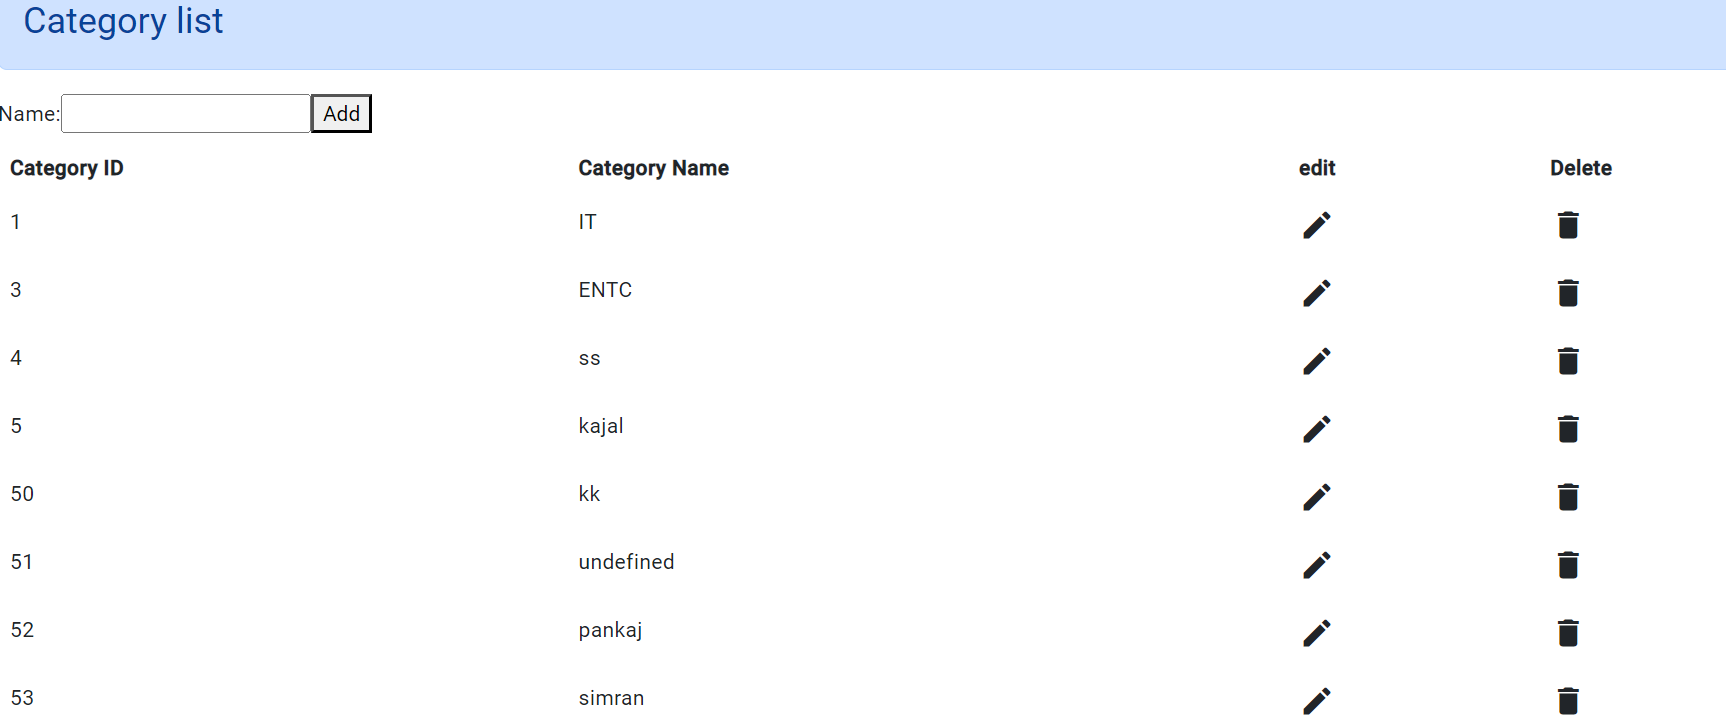 Category list
Name: Add
Category ID Category Name edit Delete
1 IT
3 ENTC
4 ss
5 kajal
50 kk
51 undefined
52 pankaj
53 simran